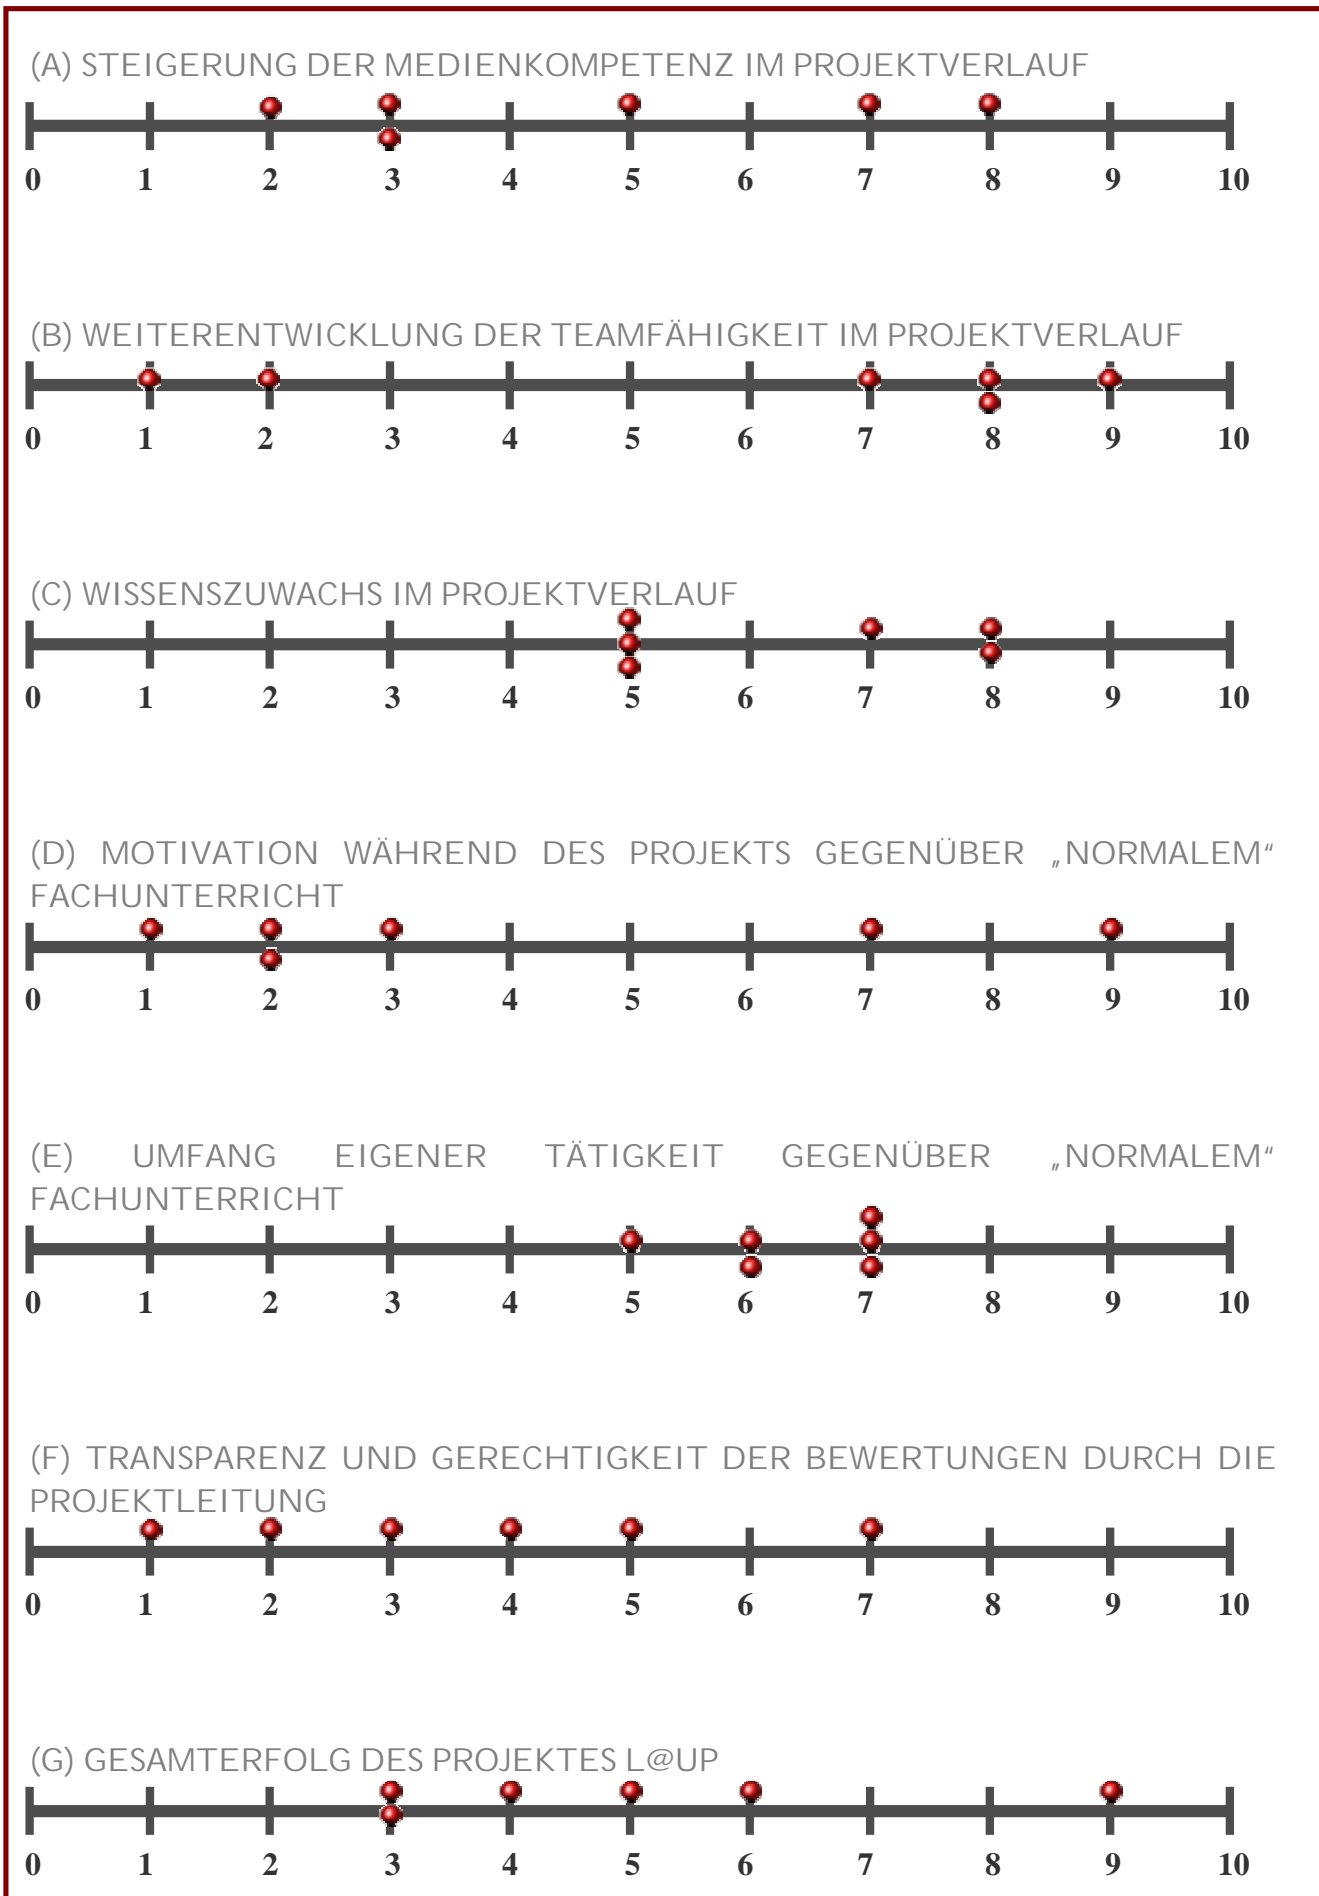 (A) STEIGERUNG DER MEDIENKOMPETENZ IM PROJEKTVERLAUF
0 1 2 3 4 5 6 7 8 9 10
(B) WEITERENTWICKLUNG DER TEAMFÄHIGKEIT IM PROJEKTVERLAUF
0 1 2 3 4 5 6 7 8 9 10
(C) WISSENSZUWACHS IM PROJEKTVERLAUF
0 1 2 3 4 5 6 7 8 9 10
(D) MOTIVATION WÄHREND DES PROJEKTS GEGENÜBER „NORMALEM“
FACHUNTERRICHT
0 1 2 3 4 5 6 7 8 9 10
(E) UMFANG EIGENER TÄTIGKEIT GEGENÜBER „NORMALEM“
FACHUNTERRICHT
0 1 2 3 4 5 6 7 8 9 10
(F) TRANSPARENZ UND GERECHTIGKEIT DER BEWERTUNGEN DURCH DIE
PROJEKTLEITUNG
0 1 2 3 4 5 6 7 8 9 10
(G) GESAMTERFOLG DES PROJEKTES L@UP
0 1 2 3 4 5 6 7 8 9 10